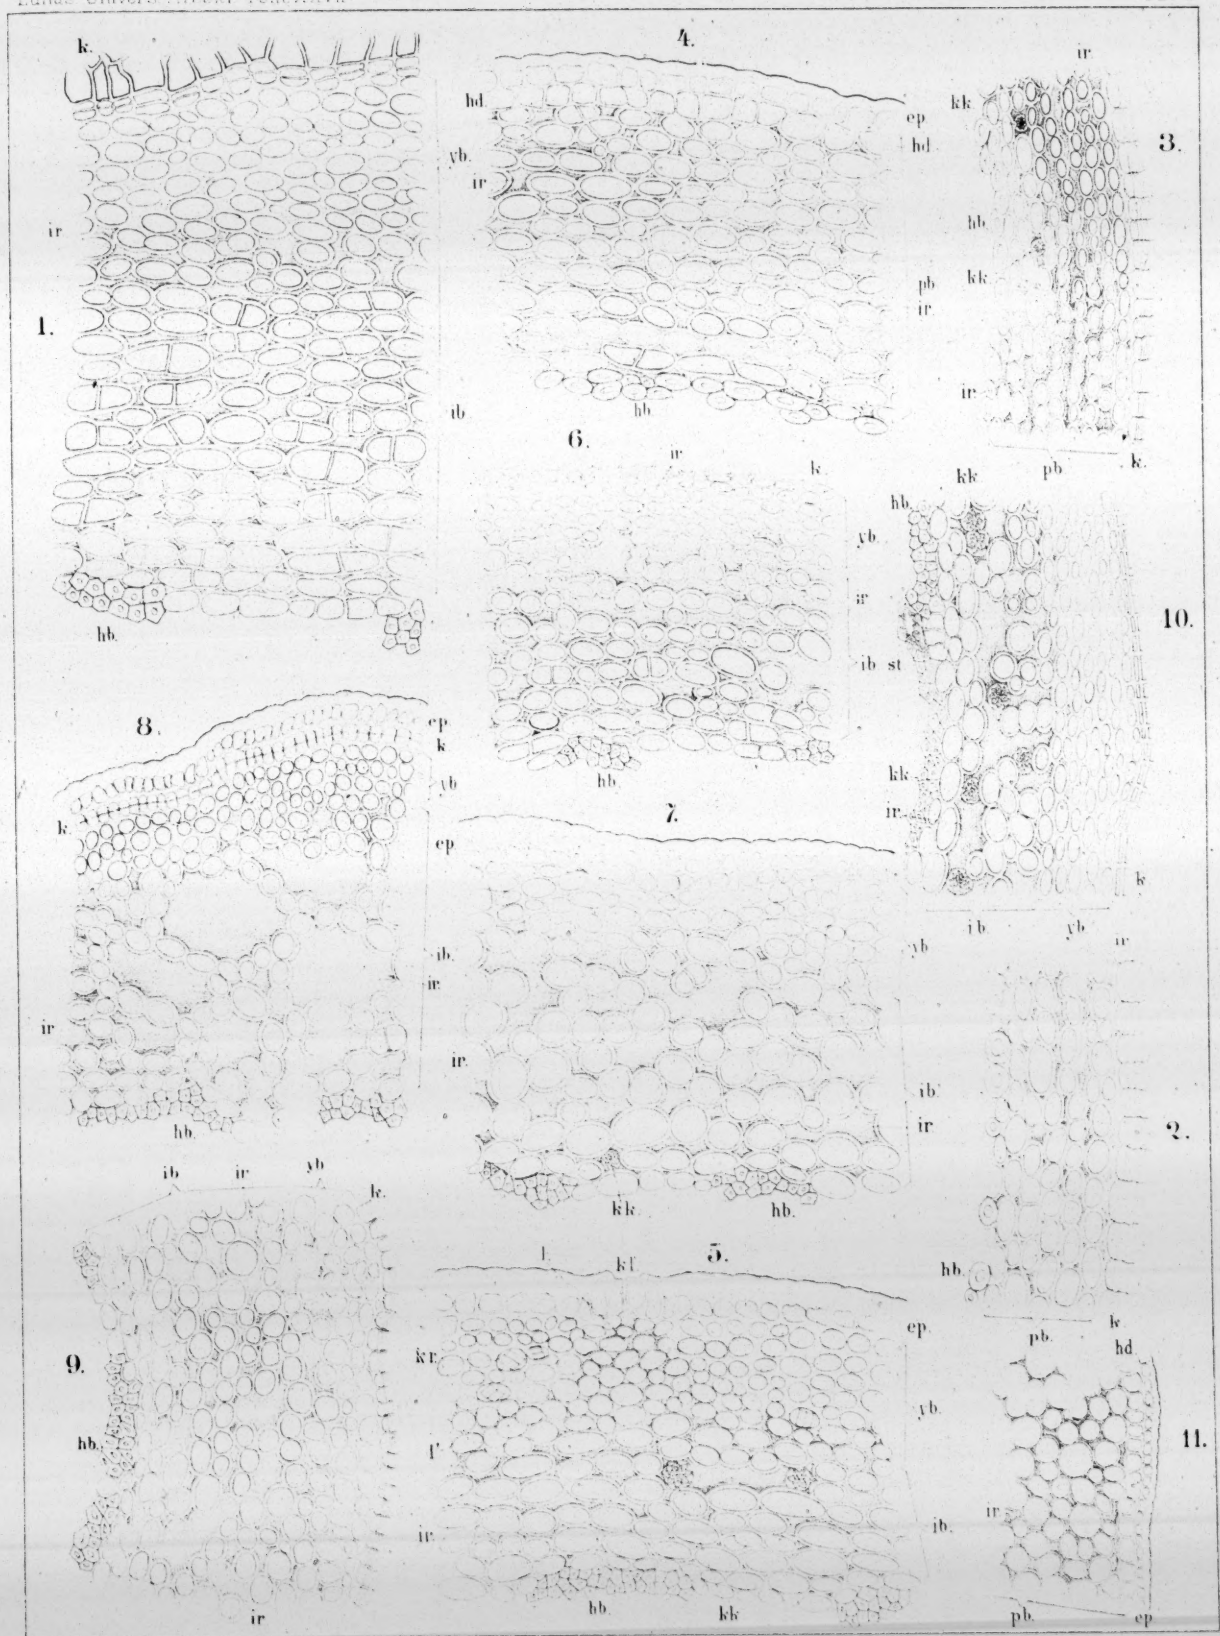 k.
ir
1.
ib
hb.
4.
hd.
ep.
hd.
yb.
ir
pb
ir.
hb.
ir
kk
3.
hb.
kk.
ir
pb
k.
6.
ir
k.
yb.
ir
ib
st
hb.
kk
hb.
10.
kk.
ir.
k
ib.
yb.
8.
ep.
k
yb
k.
ep
ib.
ir.
ir
hb.
7.
yb
ir.
ib.
ir
kk.
hb.
ir
2.
hb.
pb.
k
ib
ir
yb
k.
9.
hb.
ir
5.
kf
ep.
kr.
yb.
f
ir.
ib.
hb.
kk
hd.
11.
ir
pb.
ep